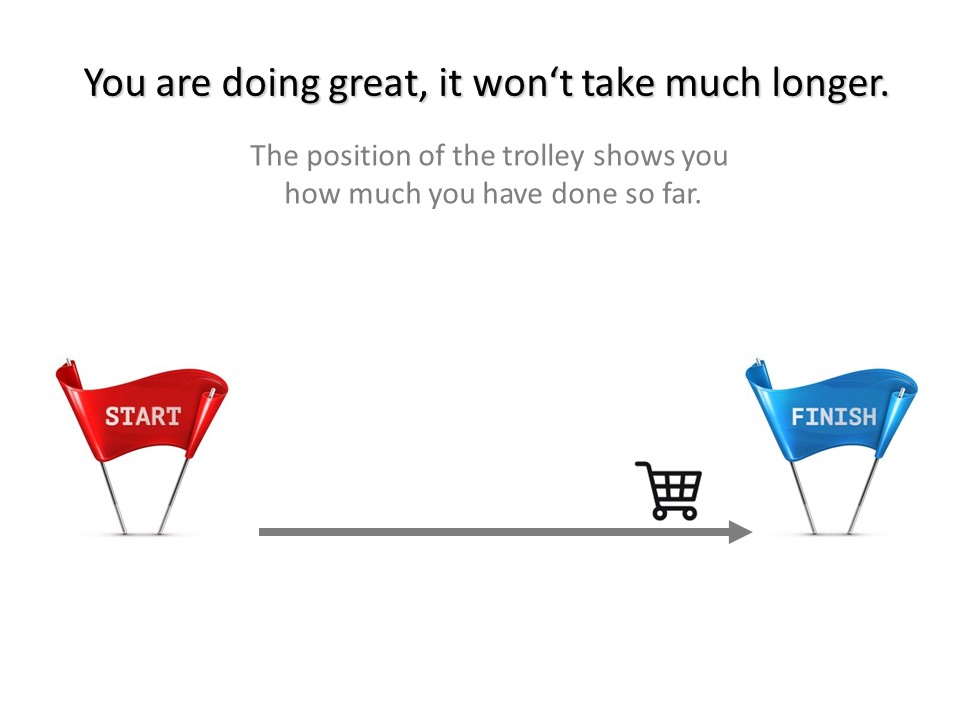 You are doing great, it won‘t take much longer.
The position of the trolley shows you
how much you have done so far.
START
FINISH